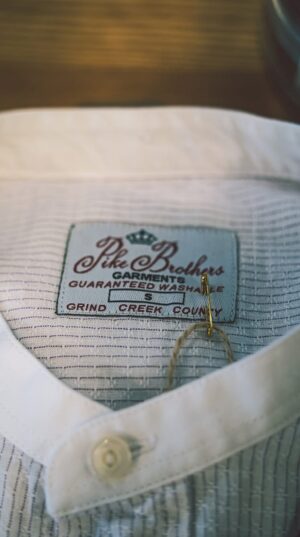 Pike Brothers
GARMENTS
GUARANTEED WASHABLE
S
GRIND CREEK COUNTY